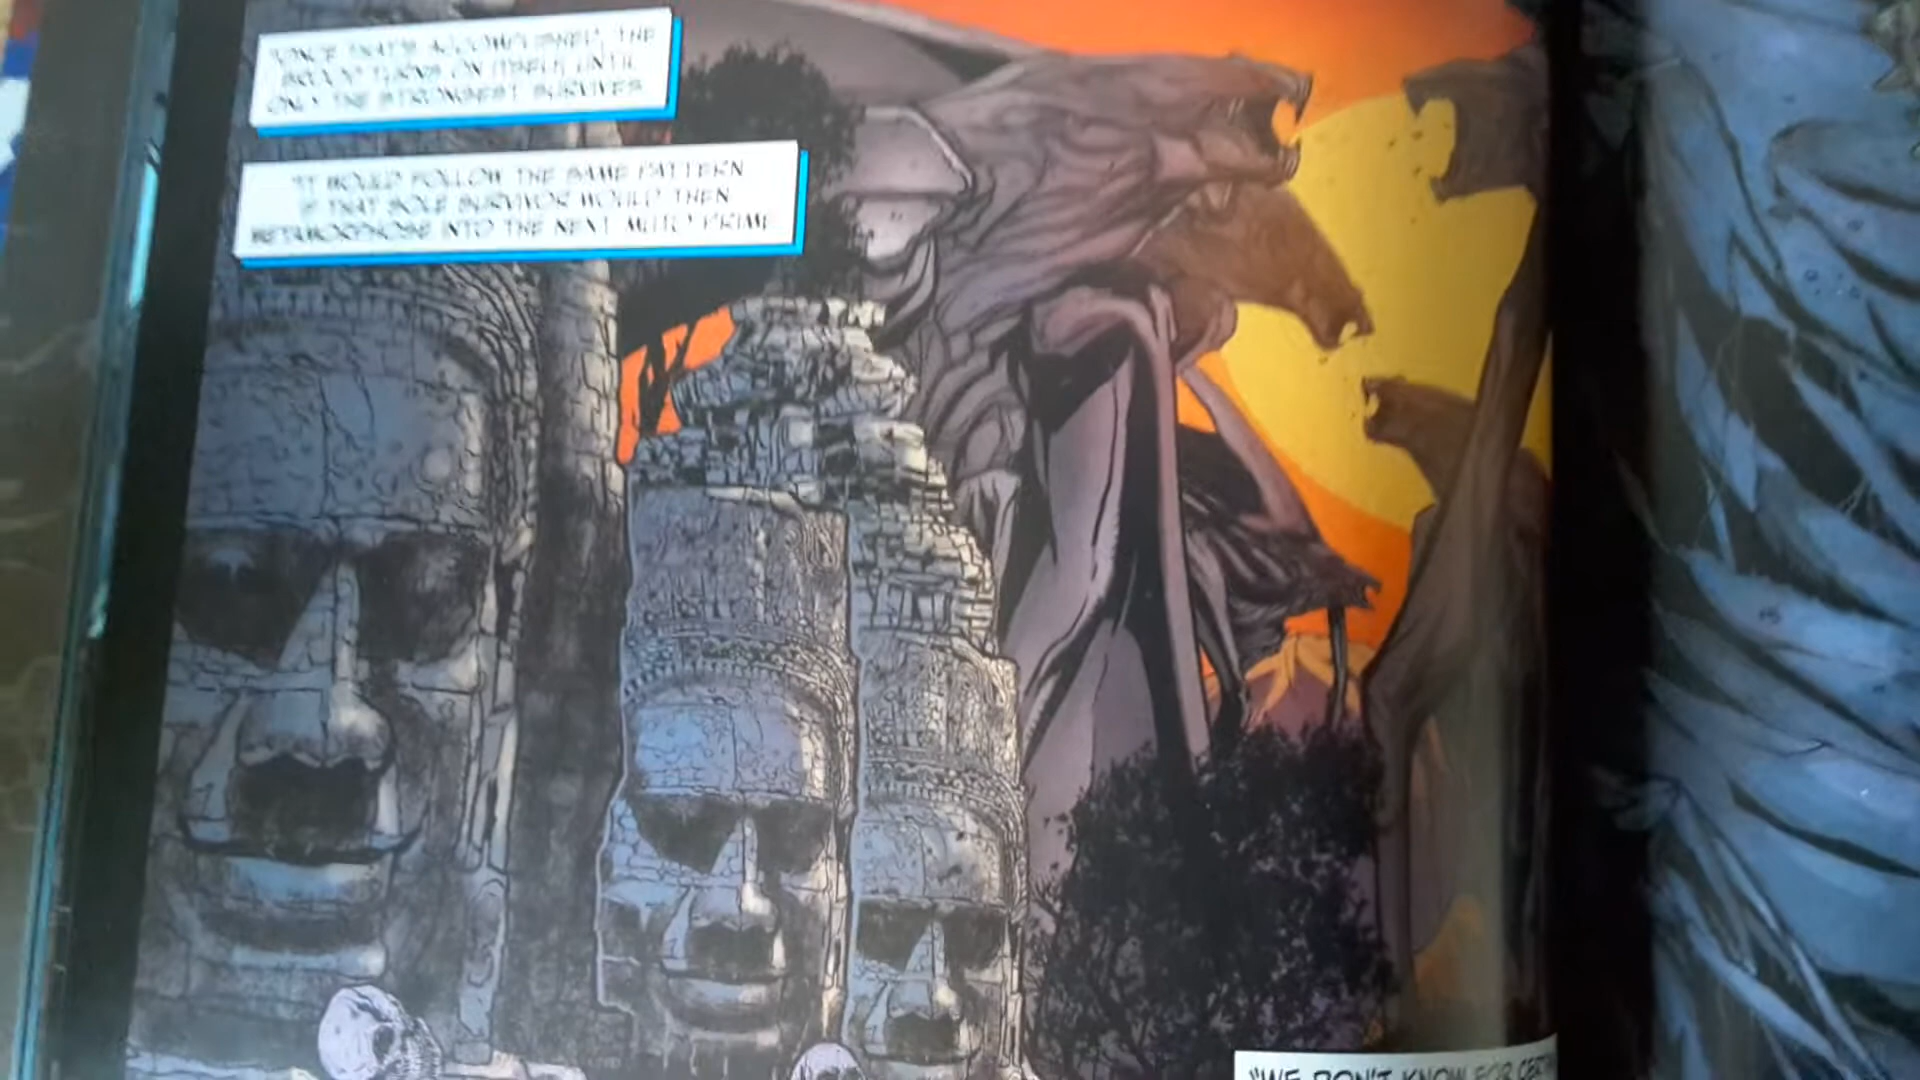 "ONCE THAT'S ACCOMPLISHED, THE
BROOD TURNS ON ITSELF, UNTIL
ONLY THE STRONGEST SURVIVES.
"IT WOULD FOLLOW THE SAME PATTERN
IF THAT SOLE SURVIVOR WOULD THEN
METAMORPHOSE INTO THE NEXT MUTO PRIME.
"WE DON'T KNOW FOR